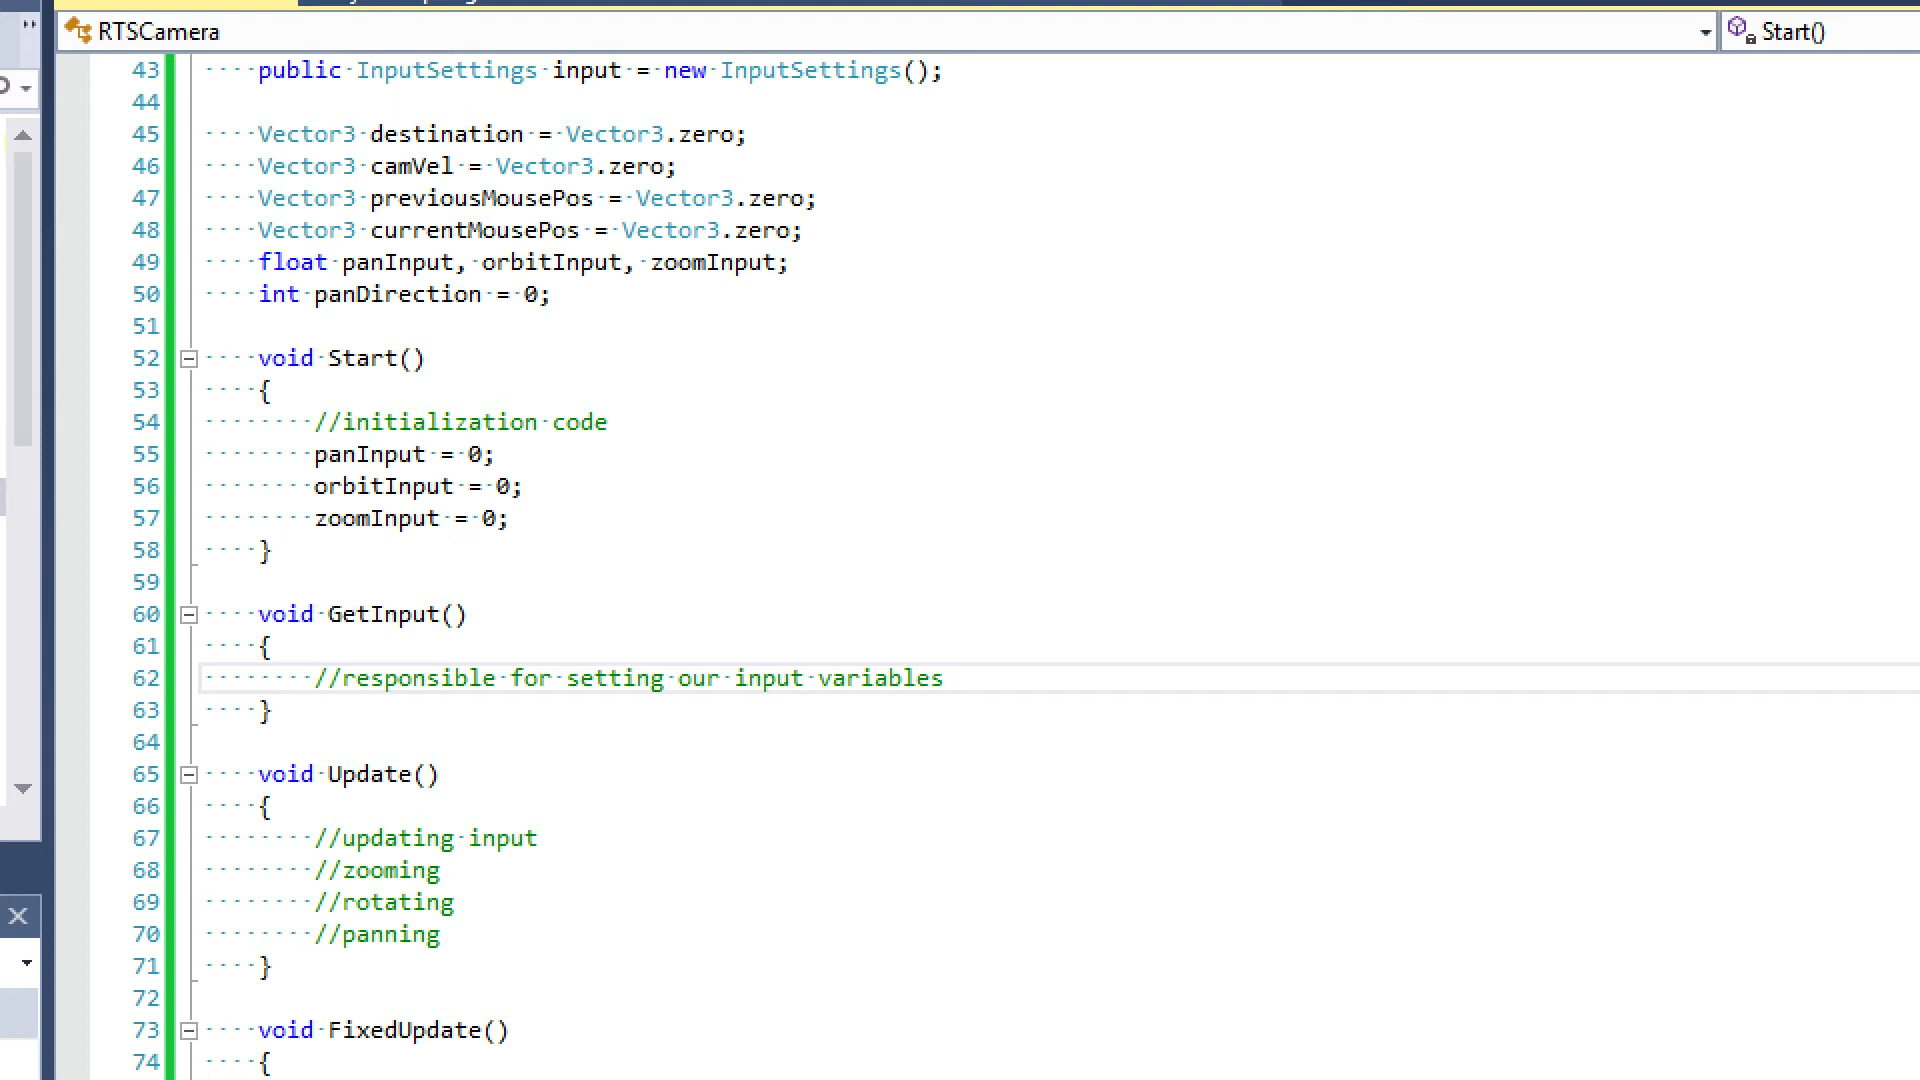 RTSCamera
Start()
43 public InputSettings input = new InputSettings();
44
45 Vector3 destination = Vector3.zero;
46 Vector3 camVel = Vector3.zero;
47 Vector3 previousMousePos = Vector3.zero;
48 Vector3 currentMousePos = Vector3.zero;
49 float panInput, orbitInput, zoomInput;
50 int panDirection = 0;
51
52 void Start()
53 {
54 //initialization code
55 panInput = 0;
56 orbitInput = 0;
57 zoomInput = 0;
58 }
59
60 void GetInput()
61 {
62 //responsible for setting our input variables
63 }
64
65 void Update()
66 {
67 //updating input
68 //zooming
69 //rotating
70 //panning
71 }
72
73 void FixedUpdate()
74 {